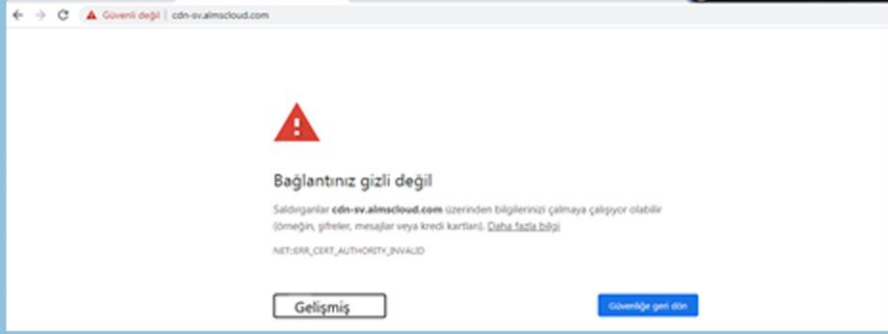 Güvenli değil | cdn-sv.almscloud.com
Bağlantınız gizli değil
Saldırganlar cdn-sv.almscloud.com üzerinden bilgilerinizi çalmaya çalışıyor olabilir
(örneğin, şifreler, mesajlar veya kredi kartları). Daha fazla bilgi
NET::ERR_CERT_AUTHORITY_INVALID
Gelişmiş
Güvenliğe geri dön